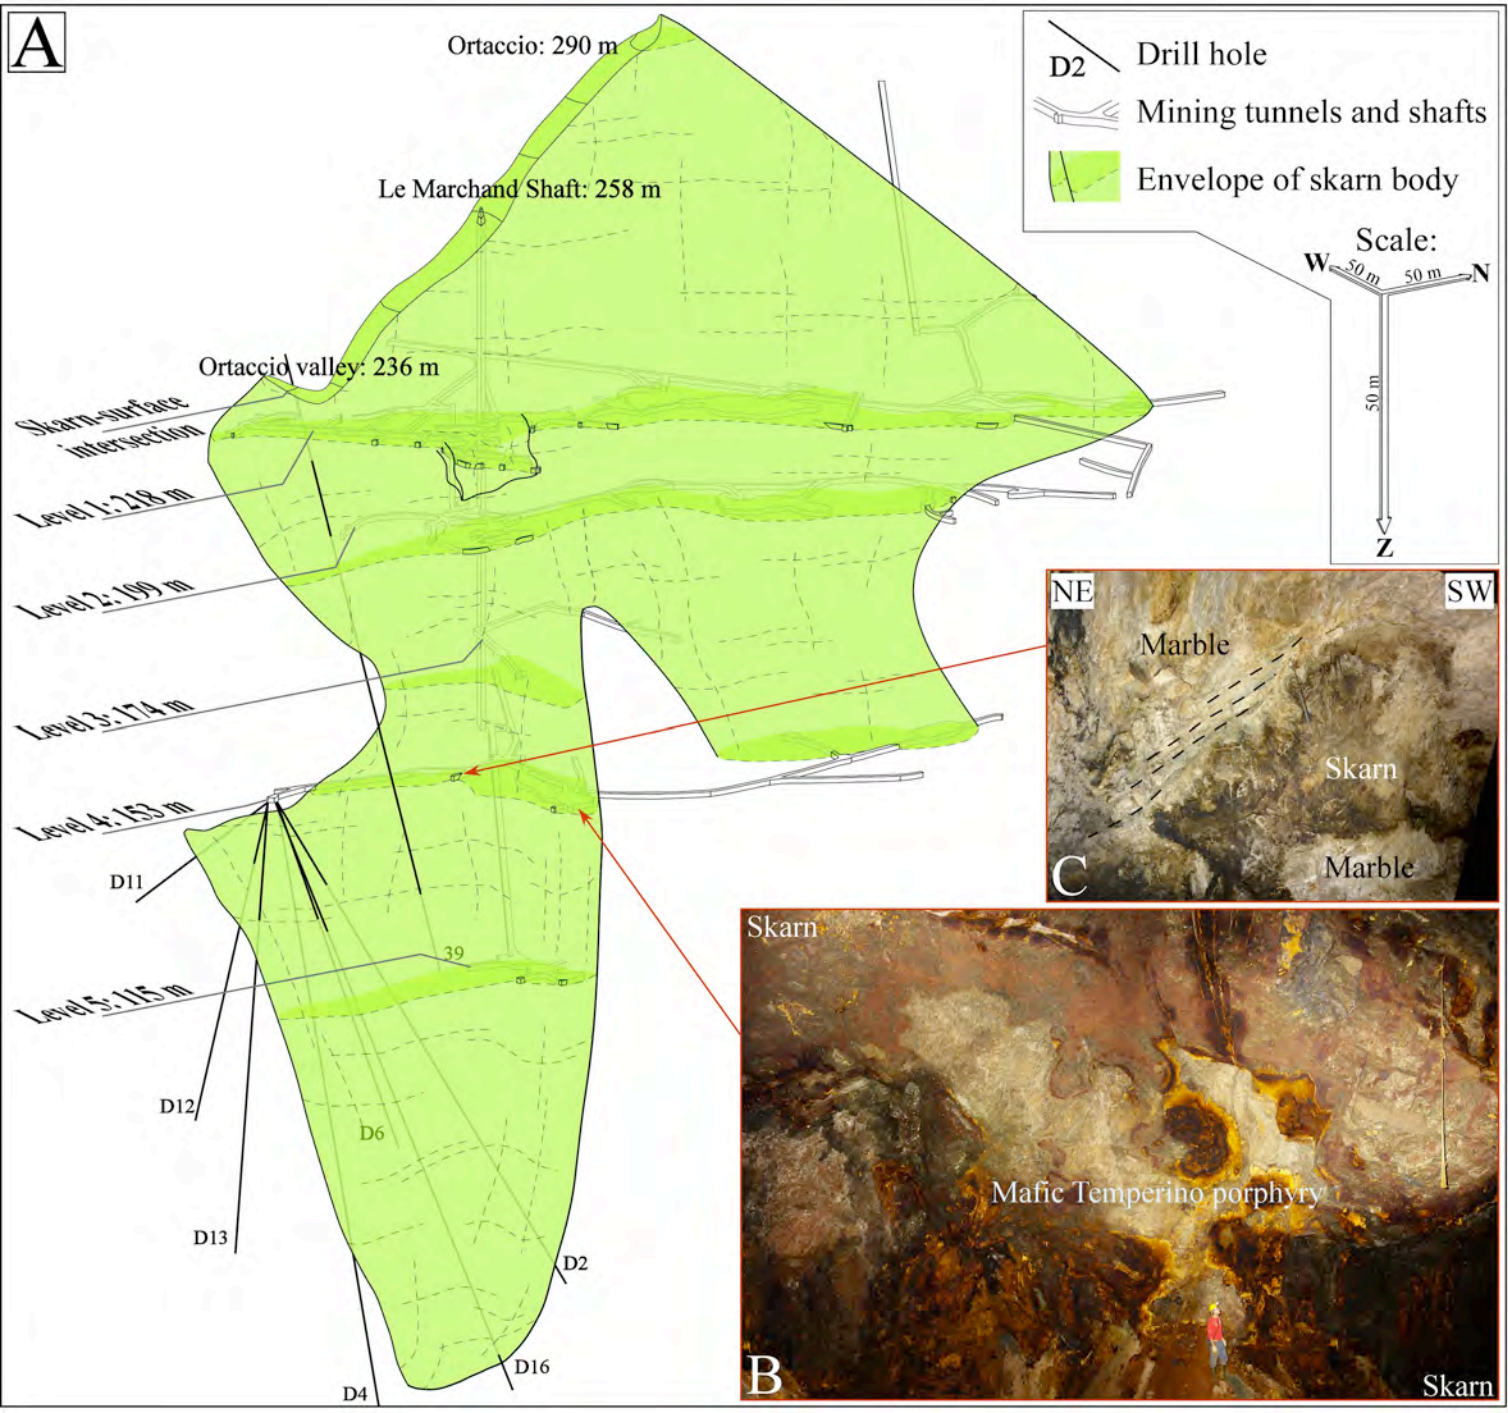 A
Ortaccio: 290 m
Le Marchand Shaft: 258 m
Ortaccio valley: 236 m
Skarn-surface
intersection
Level 1: 218 m
Level 2: 199 m
Level 3: 174 m
Level 4: 153 m
Level 5: 115 m
D11
D12
D13
D6
39
D4
D16
D2
D2 Drill hole
Mining tunnels and shafts
Envelope of skarn body
Scale:
W 50 m 50 m N
50 m
Z
NE SW
Marble
Skarn
Marble
C
Skarn
Mafic Temperino porphyry
B
Skarn